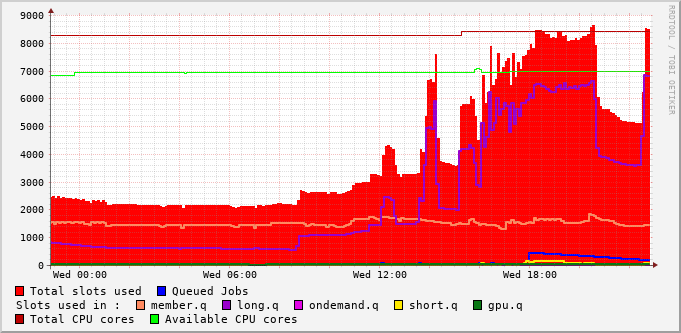 9000
8000
7000
6000
5000
4000
3000
2000
1000
0
Wed 00:00 Wed 06:00 Wed 12:00 Wed 18:00
RRDTOOL / TOBI OETIKER
Total slots used Queued Jobs
Slots used in : member.q long.q ondemand.q short.q gpu.q
Total CPU cores Available CPU cores